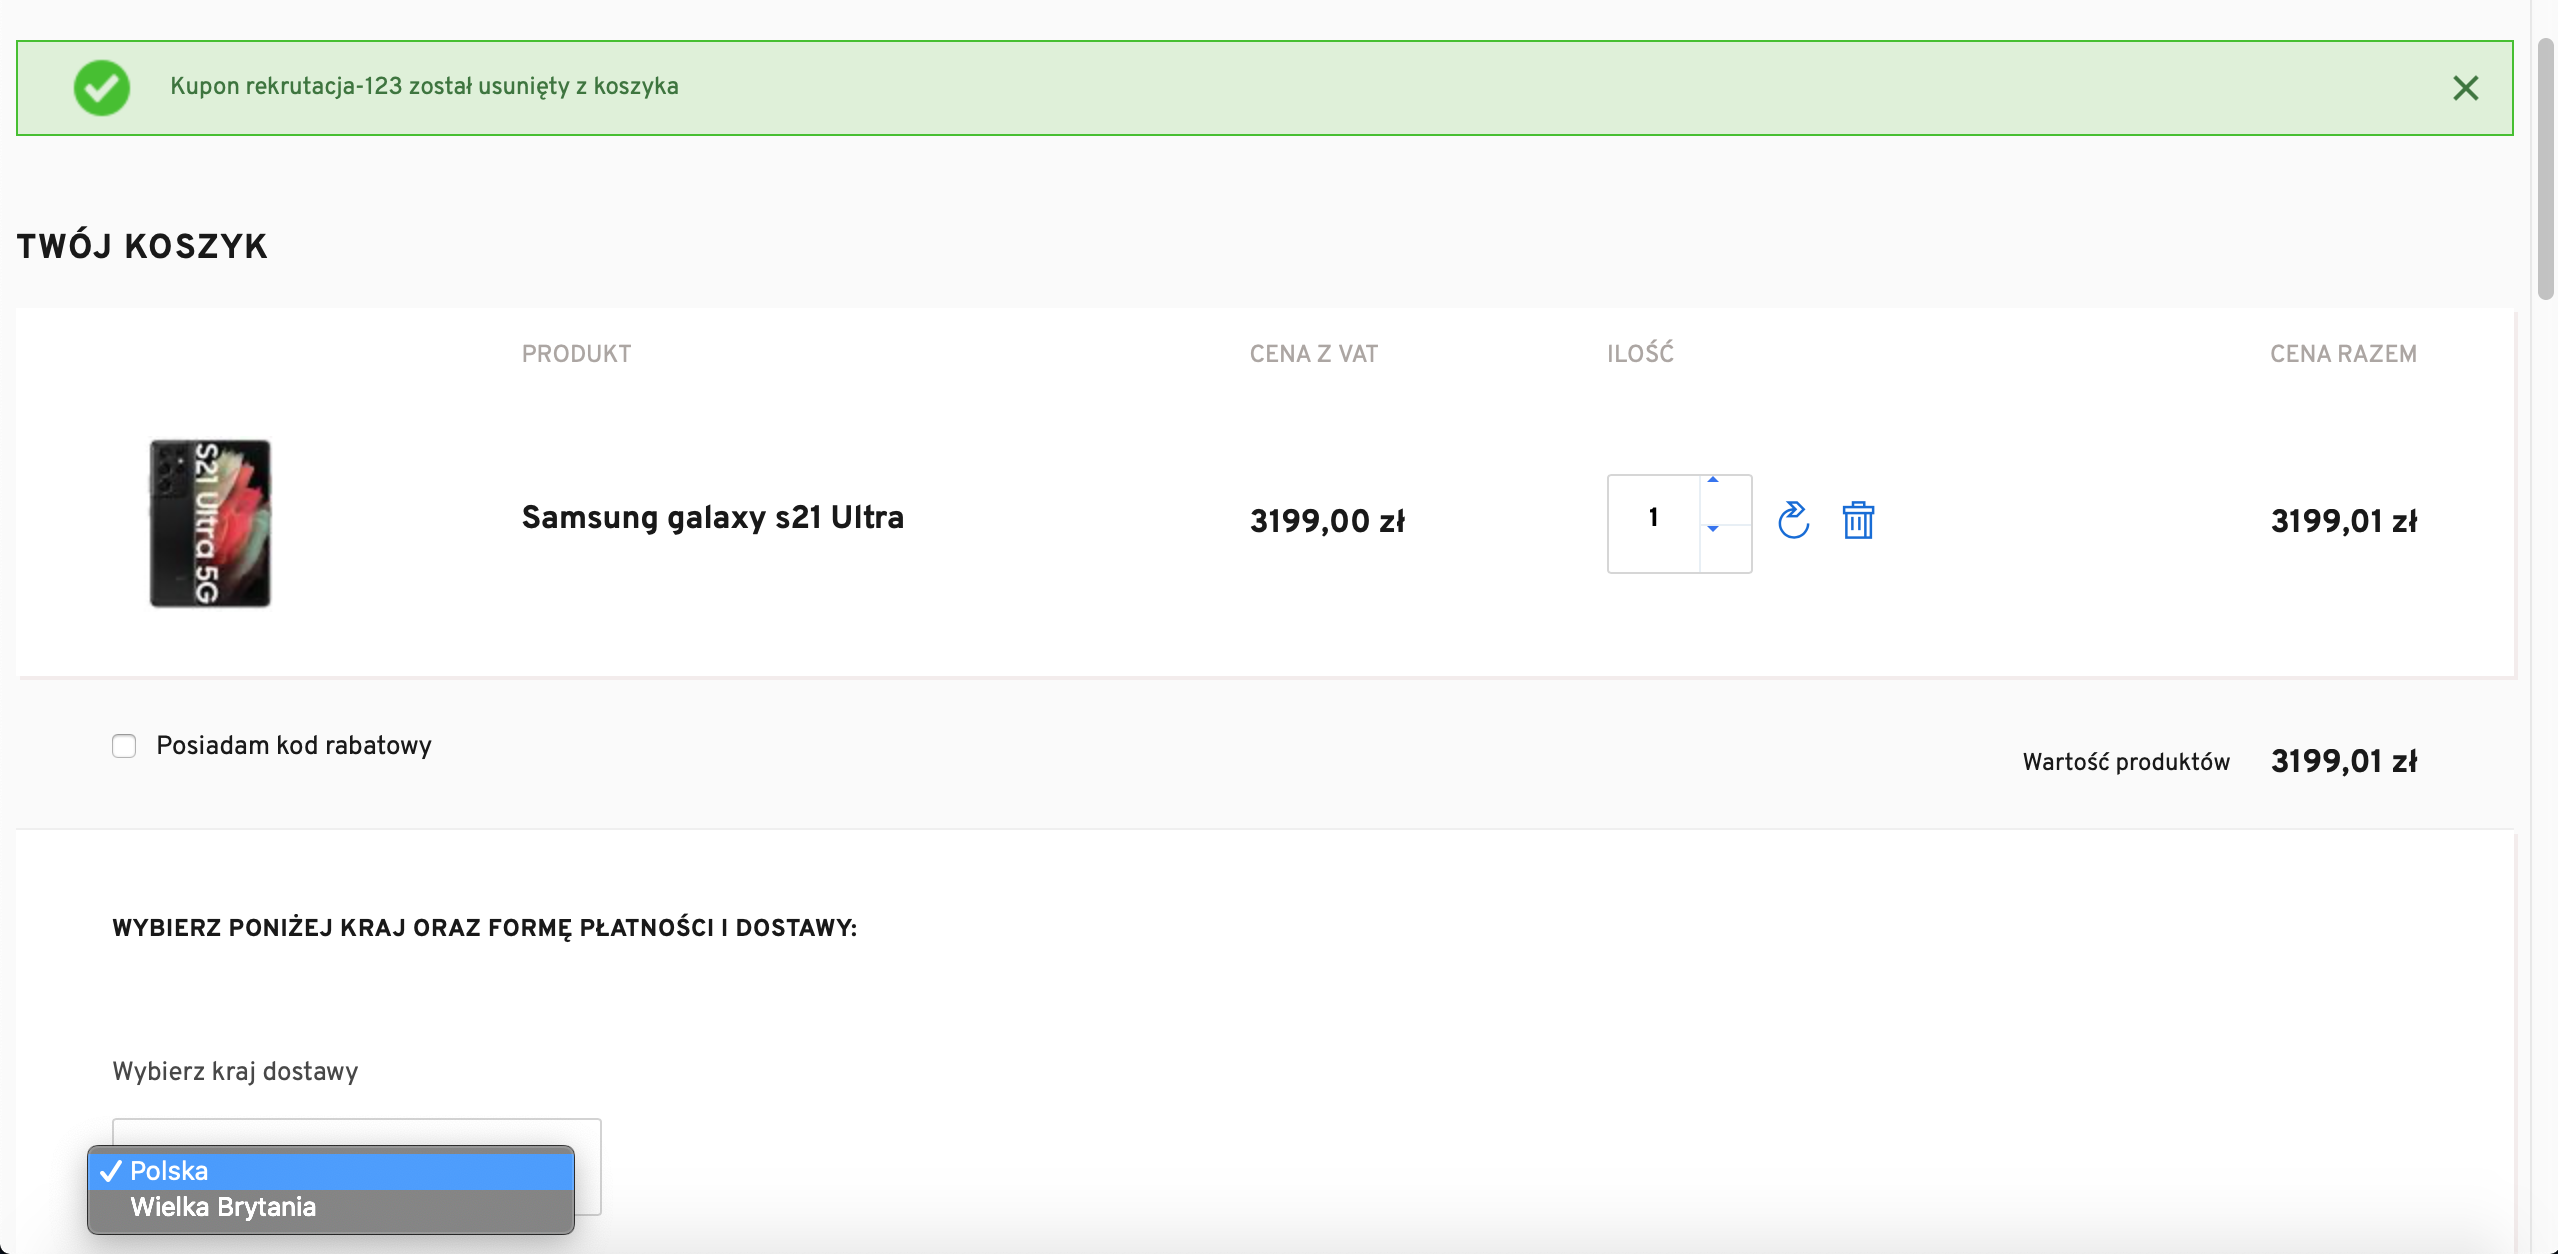 Kupon rekrutacja-123 został usunięty z koszyka
TWÓJ KOSZYK
PRODUKT CENA Z VAT ILOŚĆ CENA RAZEM
S21 Ultra 5G
Samsung galaxy s21 Ultra 3199,00 zł 1 3199,01 zł
Posiadam kod rabatowy
Wartość produktów 3199,01 zł
WYBIERZ PONIŻEJ KRAJ ORAZ FORMĘ PŁATNOŚCI I DOSTAWY:
Wybierz kraj dostawy
Polska
Wielka Brytania